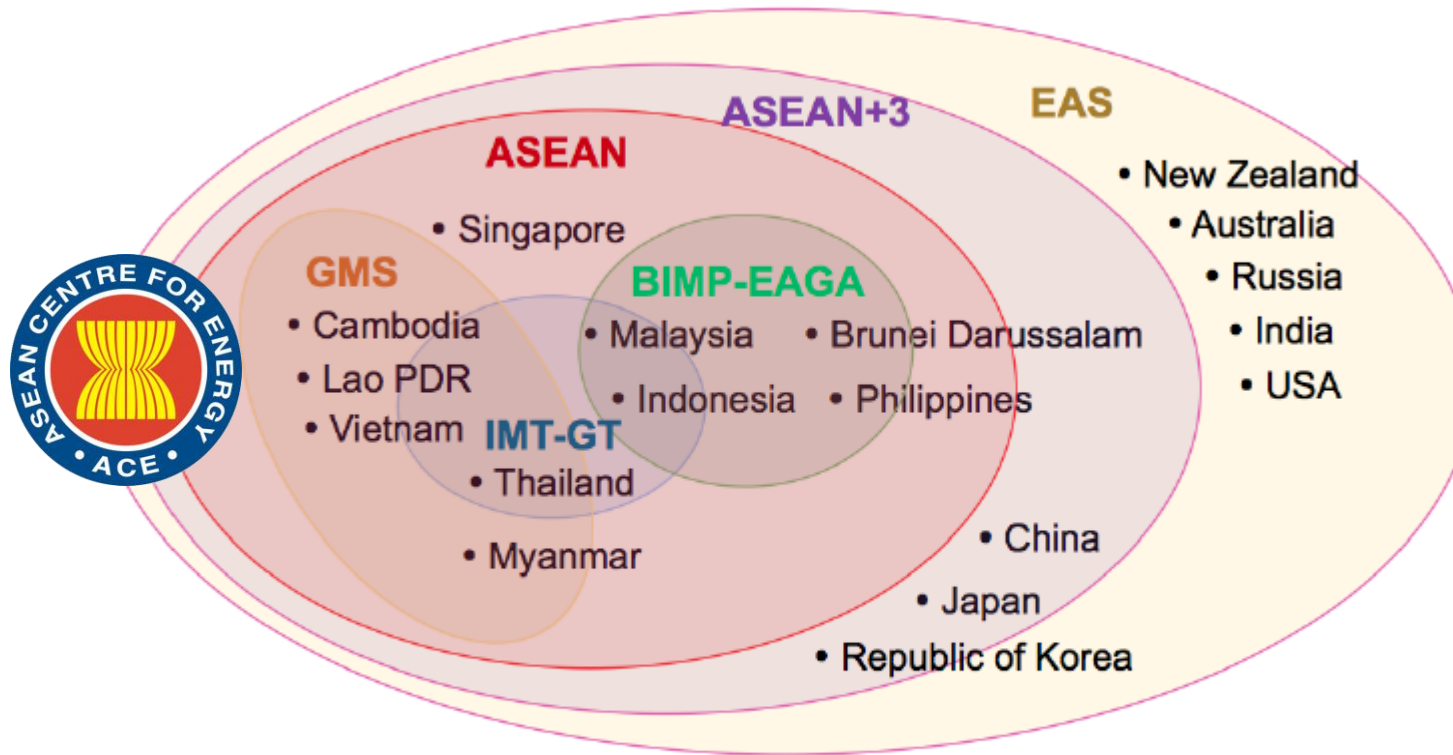 EAS
ASEAN+3
ASEAN
• New Zealand
• Australia
• Russia
• India
• USA
• Singapore
GMS
• Cambodia
• Lao PDR
• Vietnam
BIMP-EAGA
• Malaysia
• Brunei Darussalam
• Indonesia
• Philippines
IMT-GT
• Thailand
• Myanmar
• China
• Japan
• Republic of Korea
ASEAN CENTRE FOR ENERGY
• ACE •